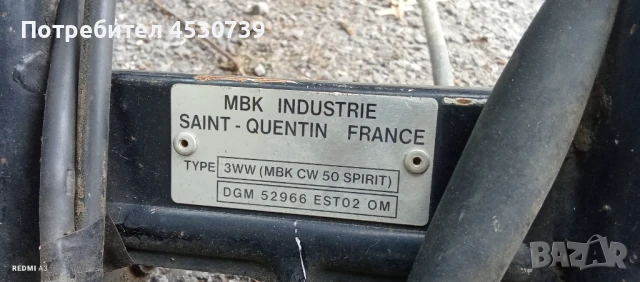 Потребител 4530739
MBK INDUSTRIE
SAINT - QUENTIN FRANCE
TYPE 3WW (MBK CW 50 SPIRIT)
DGM 52966 EST02 OM
REDMI A3
BAZAR